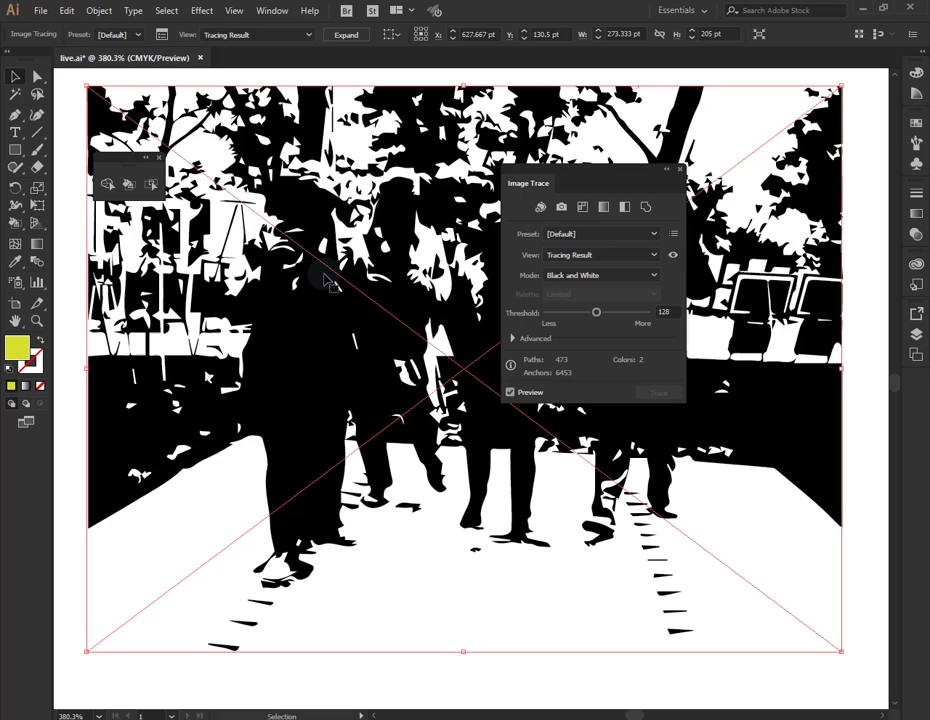 Ai File Edit Object Type Select Effect View Window Help Br St Essentials Search Adobe Stock
Image Tracing Preset: [Default] View: Tracing Result Expand X: 627.667 pt Y: 130.5 pt W: 273.333 pt H: 205 pt
live.ai* @ 380.3% (CMYK/Preview)
Image Trace
Preset: [Default]
View: Tracing Result
Mode: Black and White
Palette: Limited
Threshold: 128
Less More
Advanced
Paths: 473 Colors: 2
Anchors: 6453
Preview Trace
380.3% 1 Selection